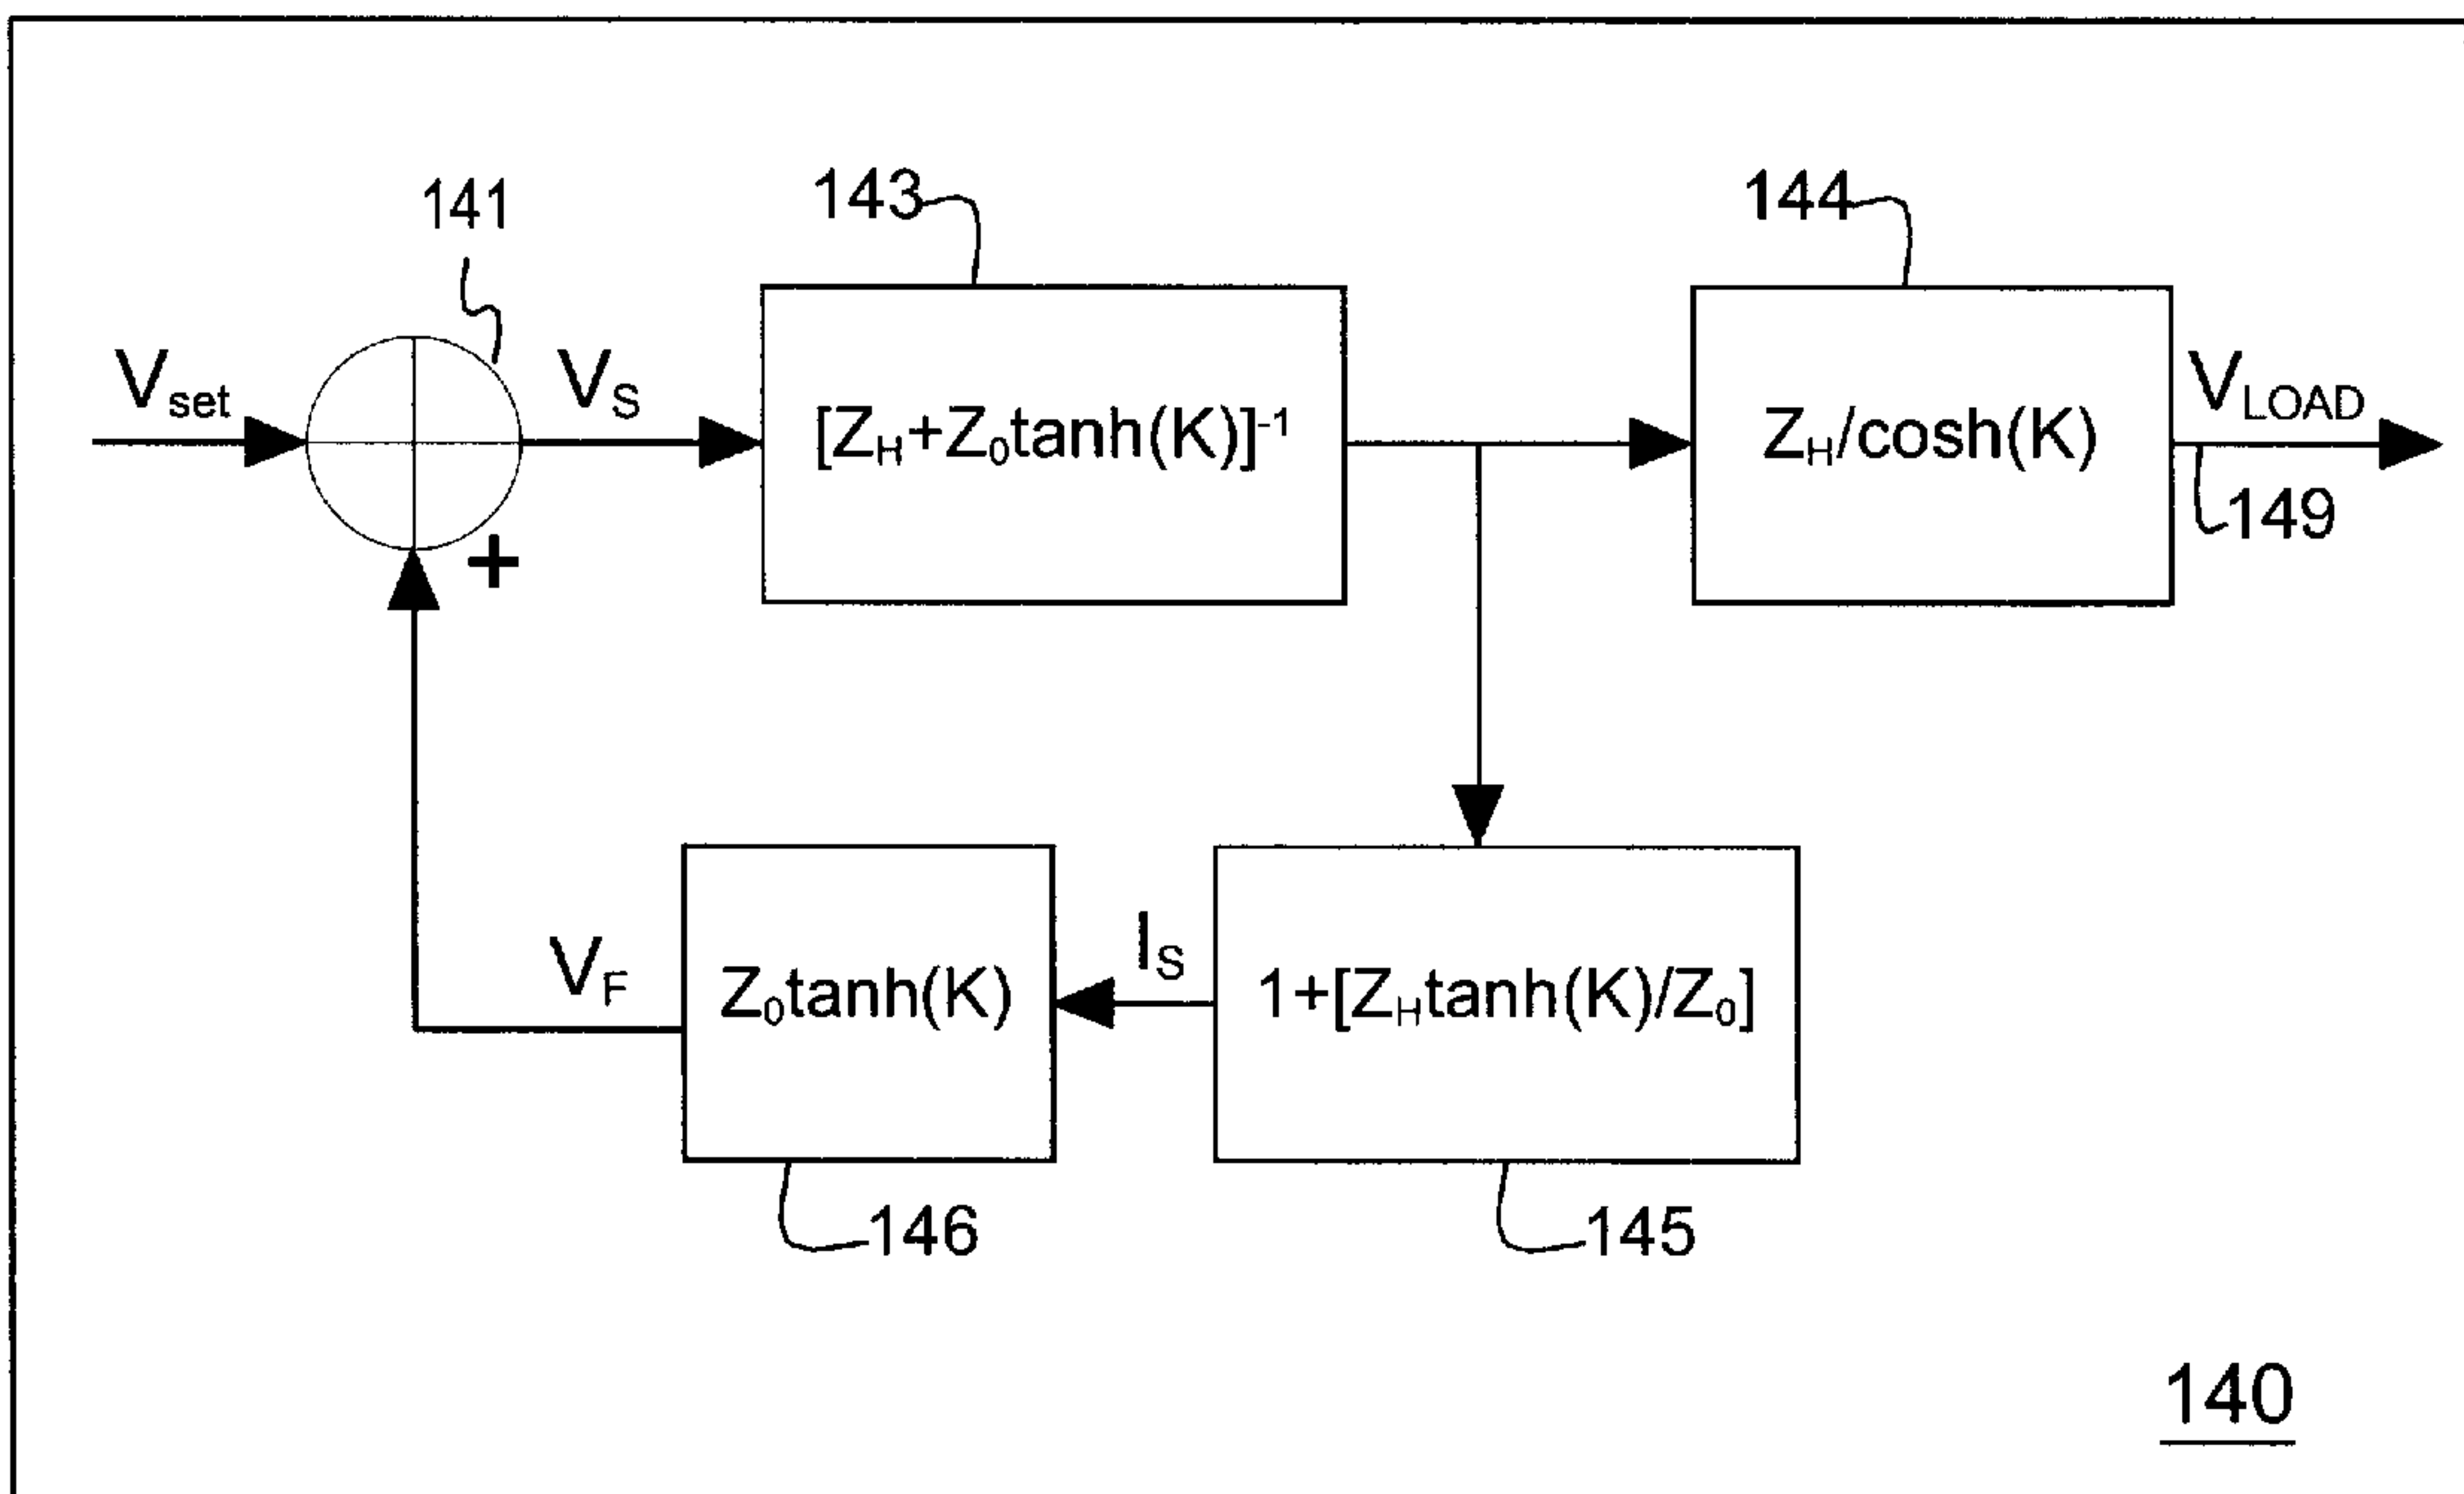 141
143
144
V_set
V_S
[Z_H+Z_0tanh(K)]^-1
Z_H/cosh(K)
V_LOAD
149
+
V_F
Z_0tanh(K)
I_S
1+[Z_Htanh(K)/Z_0]
146
145
140